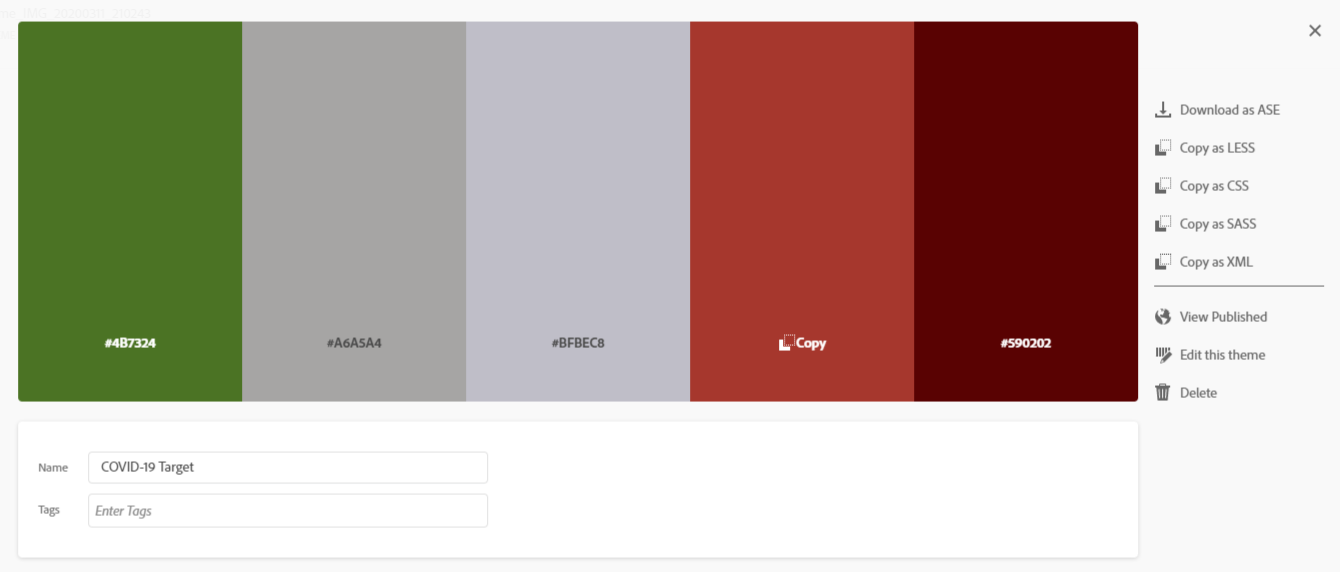 #4B7324
#A6A5A4
#BFBEC8
Copy
#590202
Name
COVID-19 Target
Tags
Enter Tags
Download as ASE
Copy as LESS
Copy as CSS
Copy as SASS
Copy as XML
View Published
Edit this theme
Delete